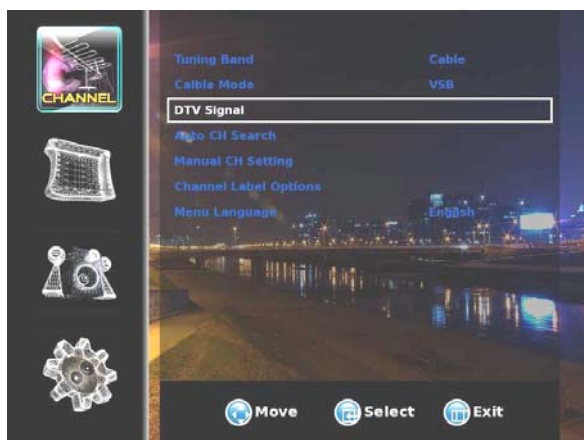 CHANNEL
Tuning Band Cable
Calble Mode VSB
DTV Signal
Auto CH Search
Manual CH Setting
Channel Label Options
Menu Language English
Move Select Exit